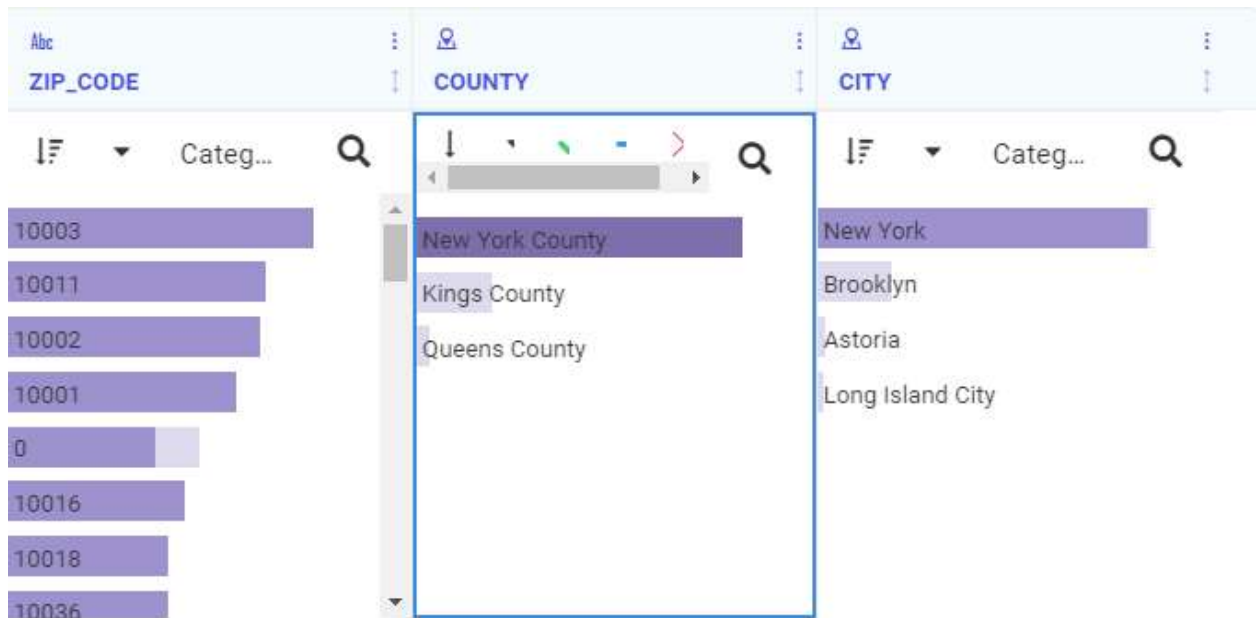 Abc
ZIP_CODE
COUNTY
CITY
Categ...
Categ...
10003
10011
10002
10001
0
10016
10018
10036
New York County
Kings County
Queens County
New York
Brooklyn
Astoria
Long Island City